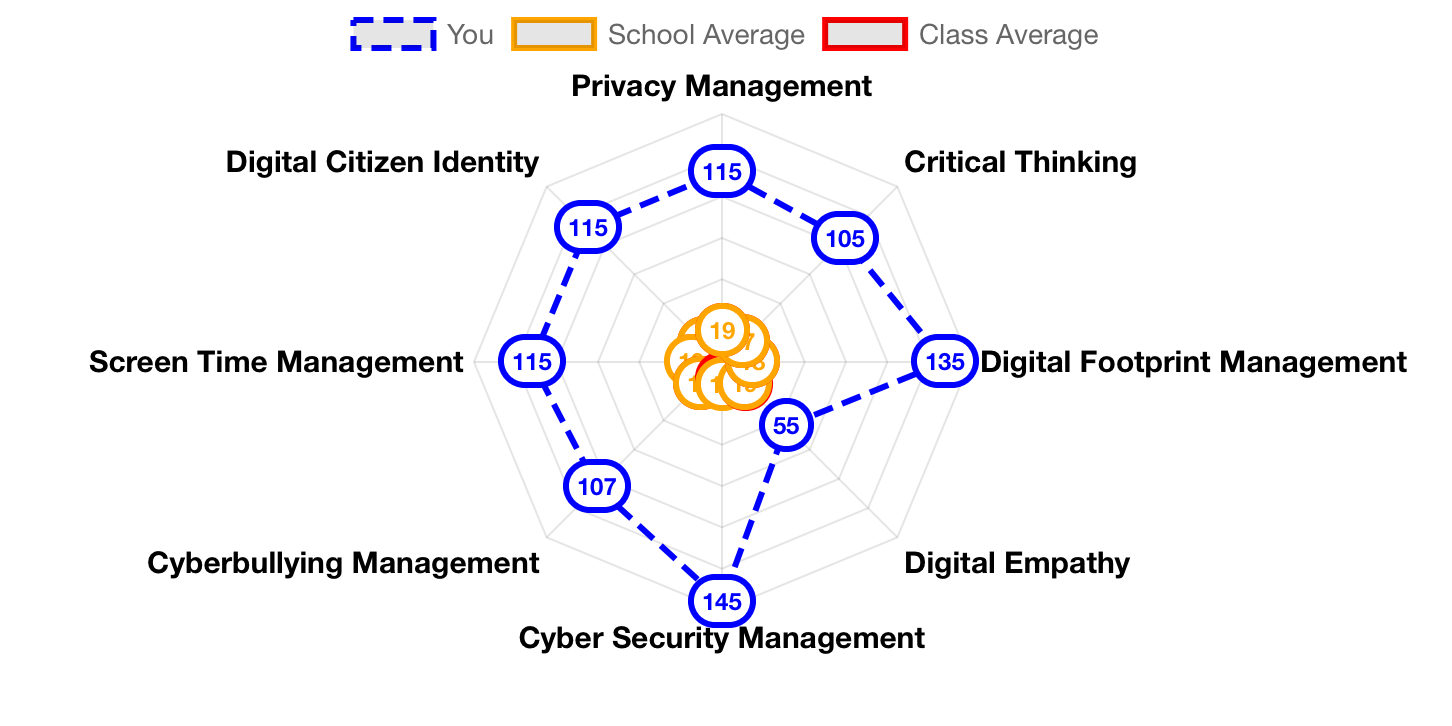 You School Average Class Average
Privacy Management
Digital Citizen Identity Critical Thinking
115
115
105
19
Screen Time Management 115 135 Digital Footprint Management
55
107
Cyberbullying Management Digital Empathy
145
Cyber Security Management